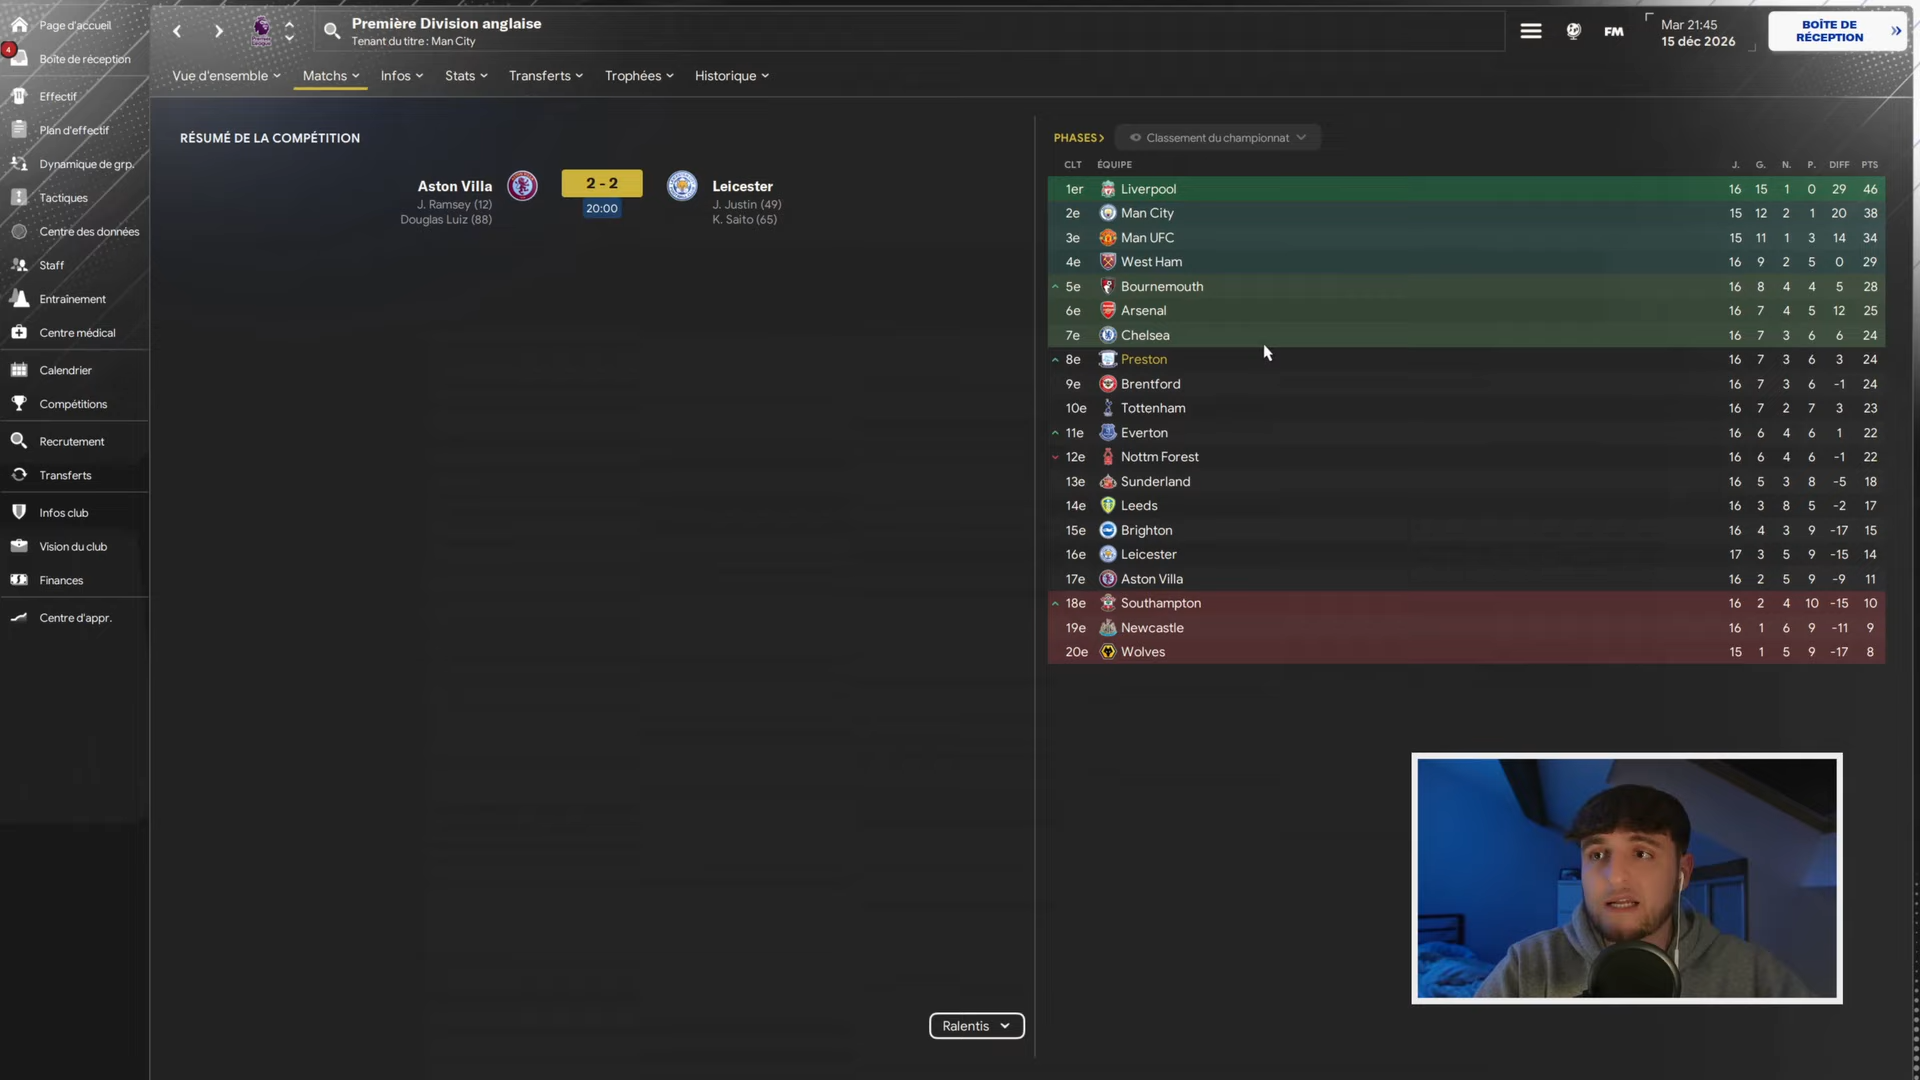 Page d'accueil
4
Boîte de réception
Effectif
Plan d'effectif
Dynamique de grp.
Tactiques
Centre des données
Staff
Entraînement
Centre médical
Calendrier
Compétitions
Recrutement
Transferts
Infos club
Vision du club
Finances
Centre d'appr.
Première Division anglaise
Tenant du titre : Man City
FM
Mar 21:45
15 déc 2026
BOÎTE DE
RÉCEPTION
Vue d'ensemble Matchs Infos Stats Transferts Trophées Historique
RÉSUMÉ DE LA COMPÉTITION
Aston Villa 2 - 2 Leicester
J. Ramsey (12) 20:00 J. Justin (49)
Douglas Luiz (88) K. Saito (65)
Ralentis
PHASES> Classement du championnat
CLT ÉQUIPE J. G. N. P. DIFF PTS
1er Liverpool 16 15 1 0 29 46
2e Man City 15 12 2 1 20 38
3e Man UFC 15 11 1 3 14 34
4e West Ham 16 9 2 5 0 29
5e Bournemouth 16 8 4 4 5 28
6e Arsenal 16 7 4 5 12 25
7e Chelsea 16 7 3 6 6 24
8e Preston 16 7 3 6 3 24
9e Brentford 16 7 3 6 -1 24
10e Tottenham 16 7 2 7 3 23
11e Everton 16 6 4 6 1 22
12e Nottm Forest 16 6 4 6 -1 22
13e Sunderland 16 5 3 8 -5 18
14e Leeds 16 3 8 5 -2 17
15e Brighton 16 4 3 9 -17 15
16e Leicester 17 3 5 9 -15 14
17e Aston Villa 16 2 5 9 -9 11
18e Southampton 16 2 4 10 -15 10
19e Newcastle 16 1 6 9 -11 9
20e Wolves 15 1 5 9 -17 8